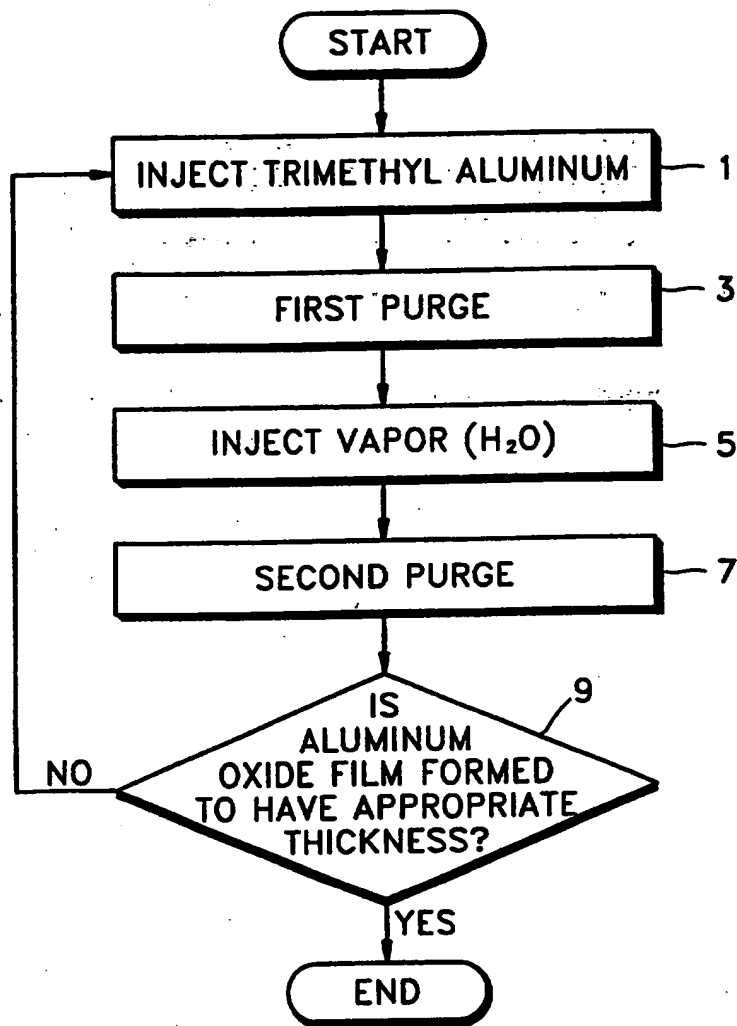 START
INJECT TRIMETHYL ALUMINUM
1
FIRST PURGE
3
INJECT VAPOR (H₂O)
5
SECOND PURGE
7
9
IS
ALUMINUM
OXIDE FILM FORMED
TO HAVE APPROPRIATE
THICKNESS?
NO
YES
END